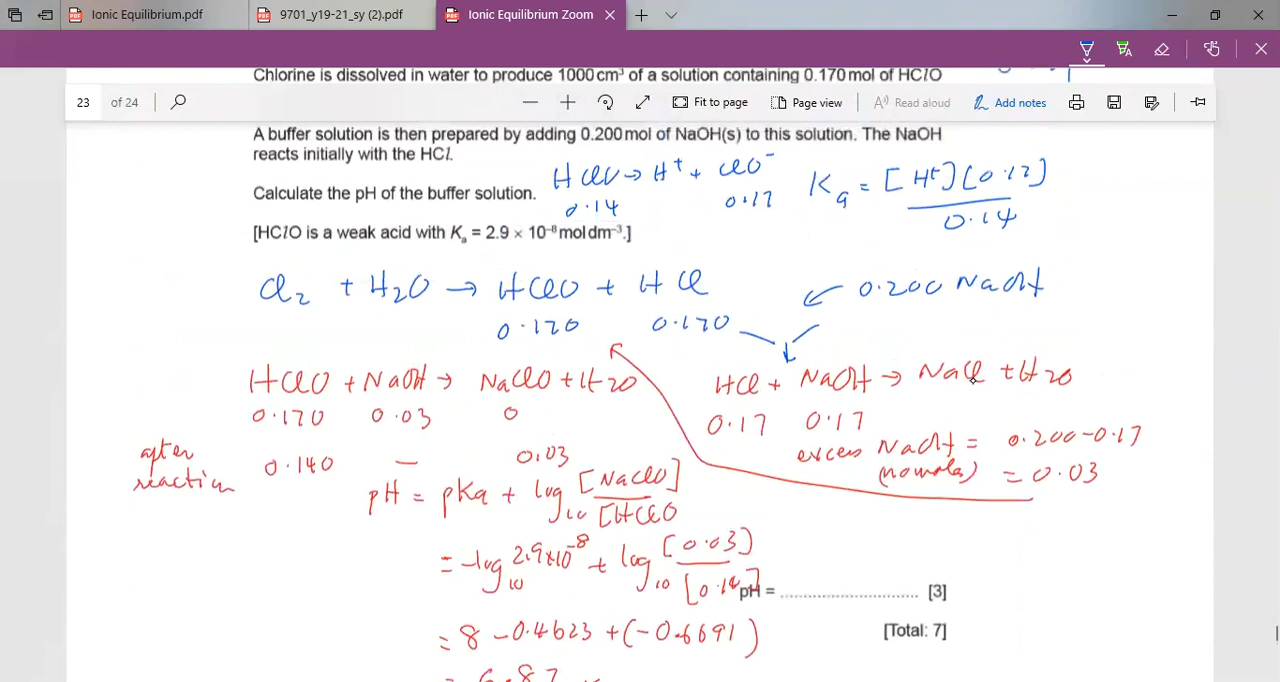 Ionic Equilibrium.pdf
9701_y19-21_sy (2).pdf
Ionic Equilibrium Zoom
23 of 24
Fit to page
Page view
Read aloud
Add notes
Chlorine is dissolved in water to produce 1000 cm³ of a solution containing 0.170 mol of HClO
A buffer solution is then prepared by adding 0.200 mol of NaOH(s) to this solution. The NaOH
reacts initially with the HCl.
HClO → H⁺ + ClO⁻
0.14 0.17
Ka = [H⁺][0.17] / 0.14
Calculate the pH of the buffer solution.
[HClO is a weak acid with Ka = 2.9 × 10⁻⁸ mol dm⁻³.]
Cl₂ + H₂O → HClO + HCl
0.170 0.170
0.200 NaOH
HClO + NaOH → NaClO + H₂O
0.170 0.03 0
HCl + NaOH → NaCl + H₂O
0.17 0.17
excess NaOH = 0.200 - 0.17
(no moles) = 0.03
after reaction 0.140 – 0.03
pH = pKa + log₁₀ [NaClO] / [HClO
= -log₁₀ 2.9×10⁻⁸ + log₁₀ [0.03] / [0.14]
pH = .................................. [3]
= 8 - 0.4623 + (-0.6691)
[Total: 7]
= 6.87